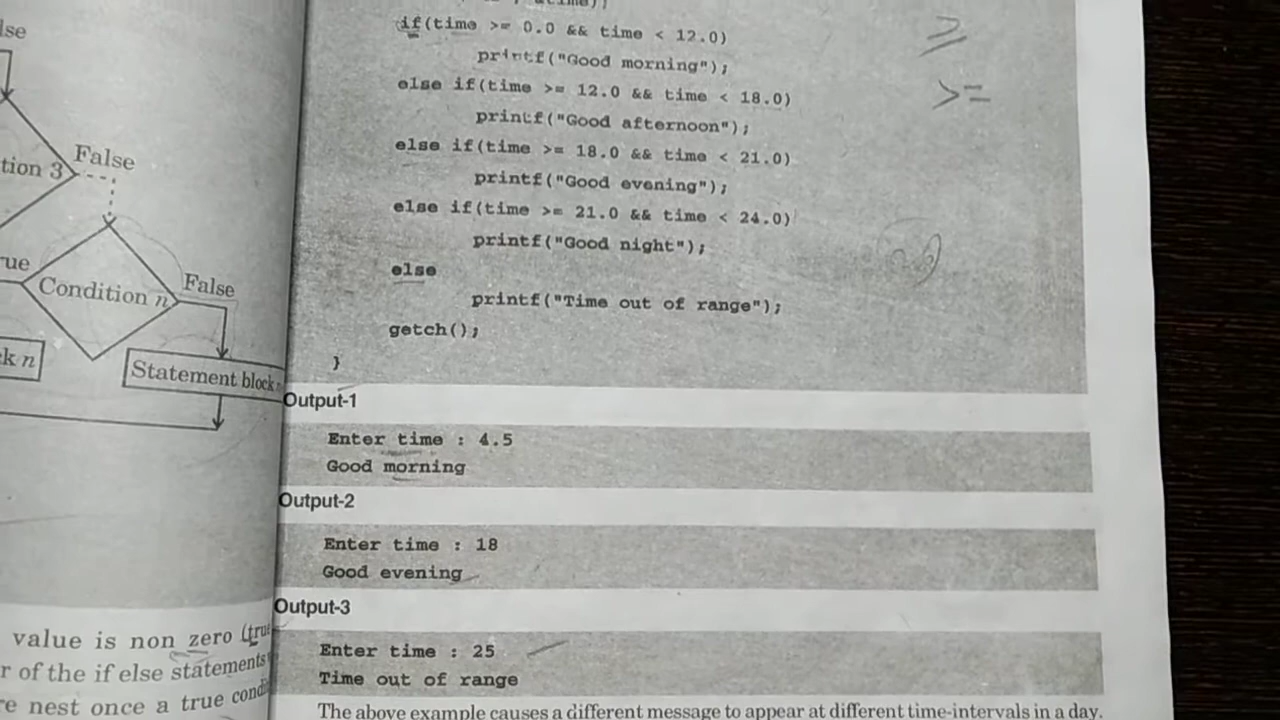 lse
tion 3
False
rue
Condition n
False
ck n
Statement block
value is non zero (true
r of the if else statements
re nest once a true condi
if(time >= 0.0 && time < 12.0)
printf("Good morning");
else if(time >= 12.0 && time < 18.0)
printf("Good afternoon");
else if(time >= 18.0 && time < 21.0)
printf("Good evening");
else if(time >= 21.0 && time < 24.0)
printf("Good night");
else
printf("Time out of range");
getch();
}
≥
>=
Output-1
Enter time : 4.5
Good morning
Output-2
Enter time : 18
Good evening
Output-3
Enter time : 25
Time out of range
The above example causes a different message to appear at different time-intervals in a day.